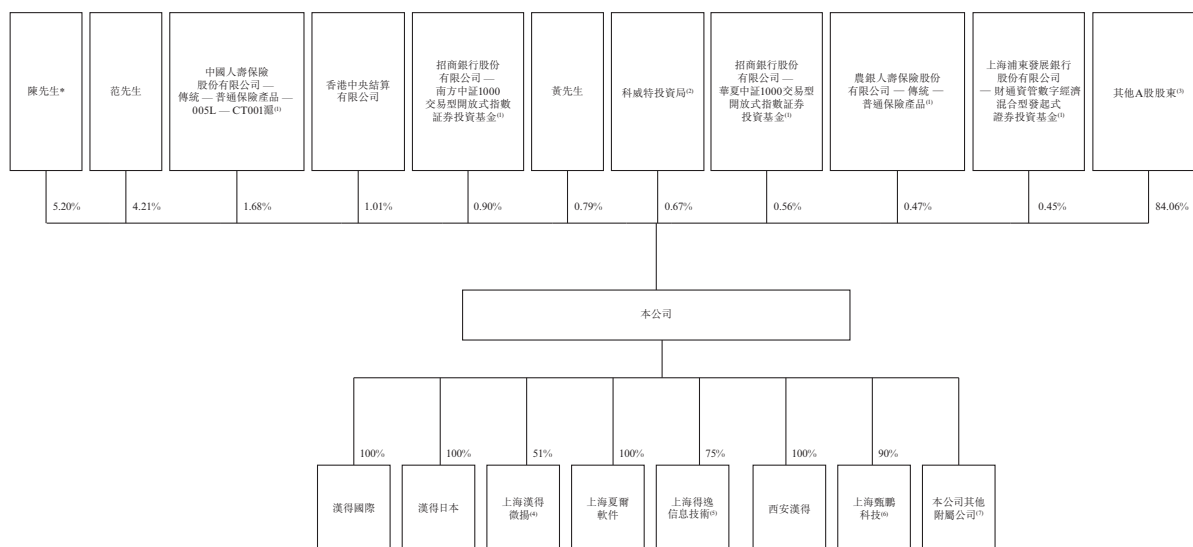 陳先生*
范先生
中國人壽保險
股份有限公司 —
傳統 — 普通保險產品 —
005L — CT001滬(1)
香港中央結算
有限公司
招商銀行股份
有限公司 —
南方中証1000
交易型開放式指數
証券投資基金(1)
黃先生
科威特投資局(2)
招商銀行股份
有限公司 —
華夏中証1000交易型
開放式指數証券
投資基金(1)
農銀人壽保險股份
有限公司 — 傳統 —
普通保險產品(1)
上海浦東發展銀行
股份有限公司
— 財通資管數字經濟
混合型發起式
證券投資基金(1)
其他A股股東(3)
5.20%
4.21%
1.68%
1.01%
0.90%
0.79%
0.67%
0.56%
0.47%
0.45%
84.06%
本公司
100%
100%
51%
100%
75%
100%
90%
漢得國際
漢得日本
上海漢得
微揚(4)
上海夏爾
軟件
上海得逸
信息技術(5)
西安漢得
上海甄鵬
科技(6)
本公司其他
附屬公司(7)